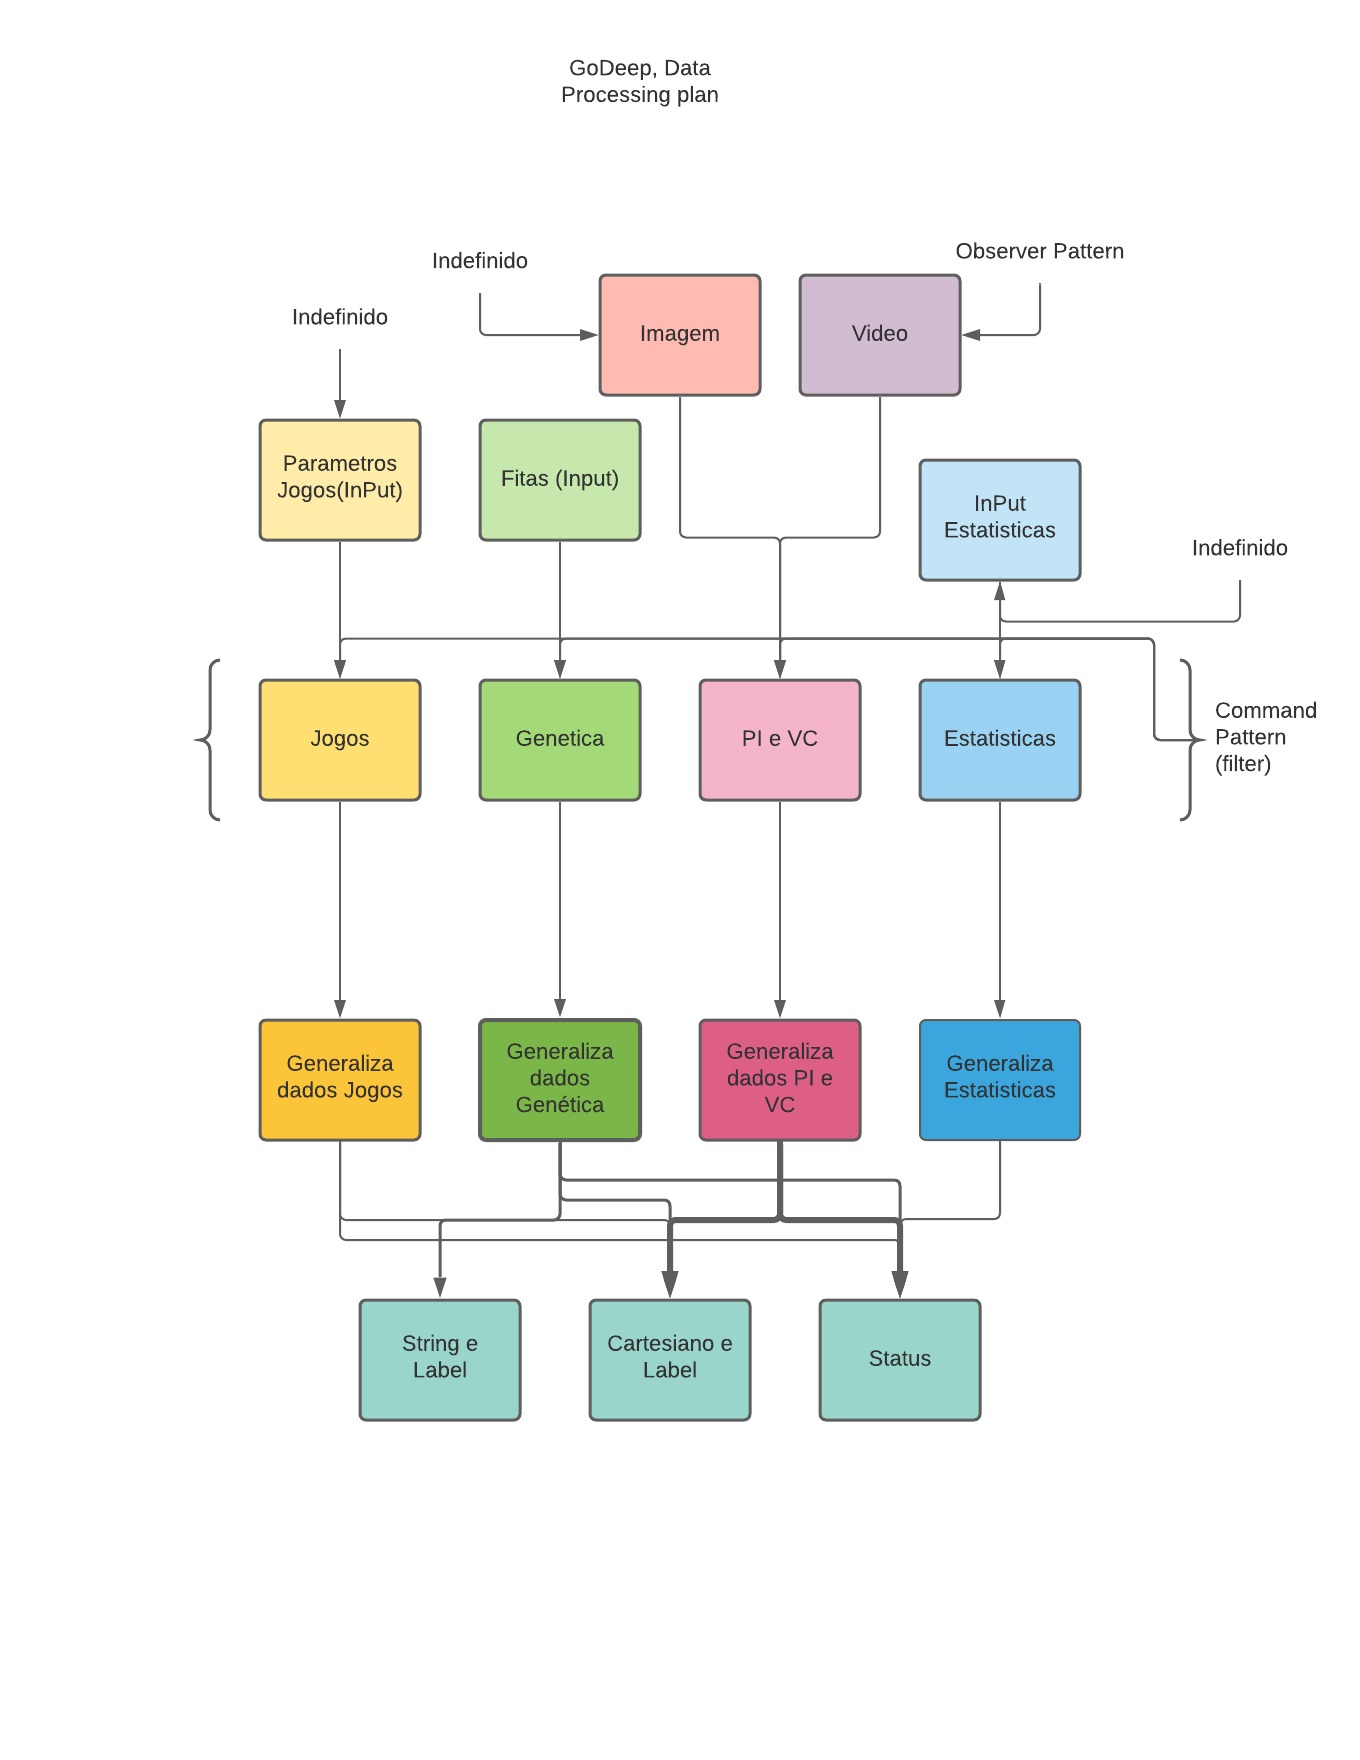 GoDeep, Data
Processing plan
Observer Pattern
Indefinido
Indefinido
Imagem
Video
Parametros
Jogos(InPut)
Fitas (Input)
InPut
Estatisticas
Indefinido
Jogos
Genetica
PI e VC
Estatisticas
Command
Pattern
(filter)
Generaliza
dados Jogos
Generaliza
dados
Genética
Generaliza
dados PI e
VC
Generaliza
Estatisticas
String e
Label
Cartesiano e
Label
Status